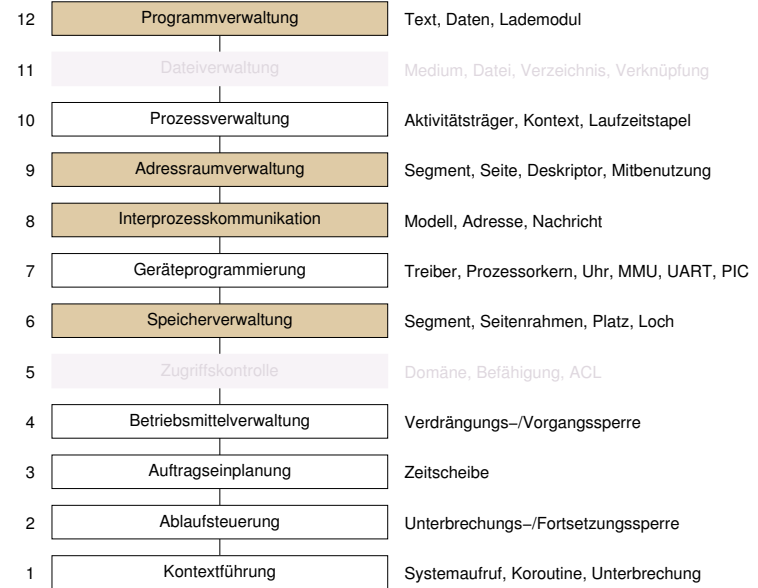 12 Programmverwaltung Text, Daten, Lademodul
11 Dateiverwaltung Medium, Datei, Verzeichnis, Verknüpfung
10 Prozessverwaltung Aktivitätsträger, Kontext, Laufzeitstapel
9 Adressraumverwaltung Segment, Seite, Deskriptor, Mitbenutzung
8 Interprozesskommunikation Modell, Adresse, Nachricht
7 Geräteprogrammierung Treiber, Prozessorkern, Uhr, MMU, UART, PIC
6 Speicherverwaltung Segment, Seitenrahmen, Platz, Loch
5 Zugriffskontrolle Domäne, Befähigung, ACL
4 Betriebsmittelverwaltung Verdrängungs−/Vorgangssperre
3 Auftragseinplanung Zeitscheibe
2 Ablaufsteuerung Unterbrechungs−/Fortsetzungssperre
1 Kontextführung Systemaufruf, Koroutine, Unterbrechung